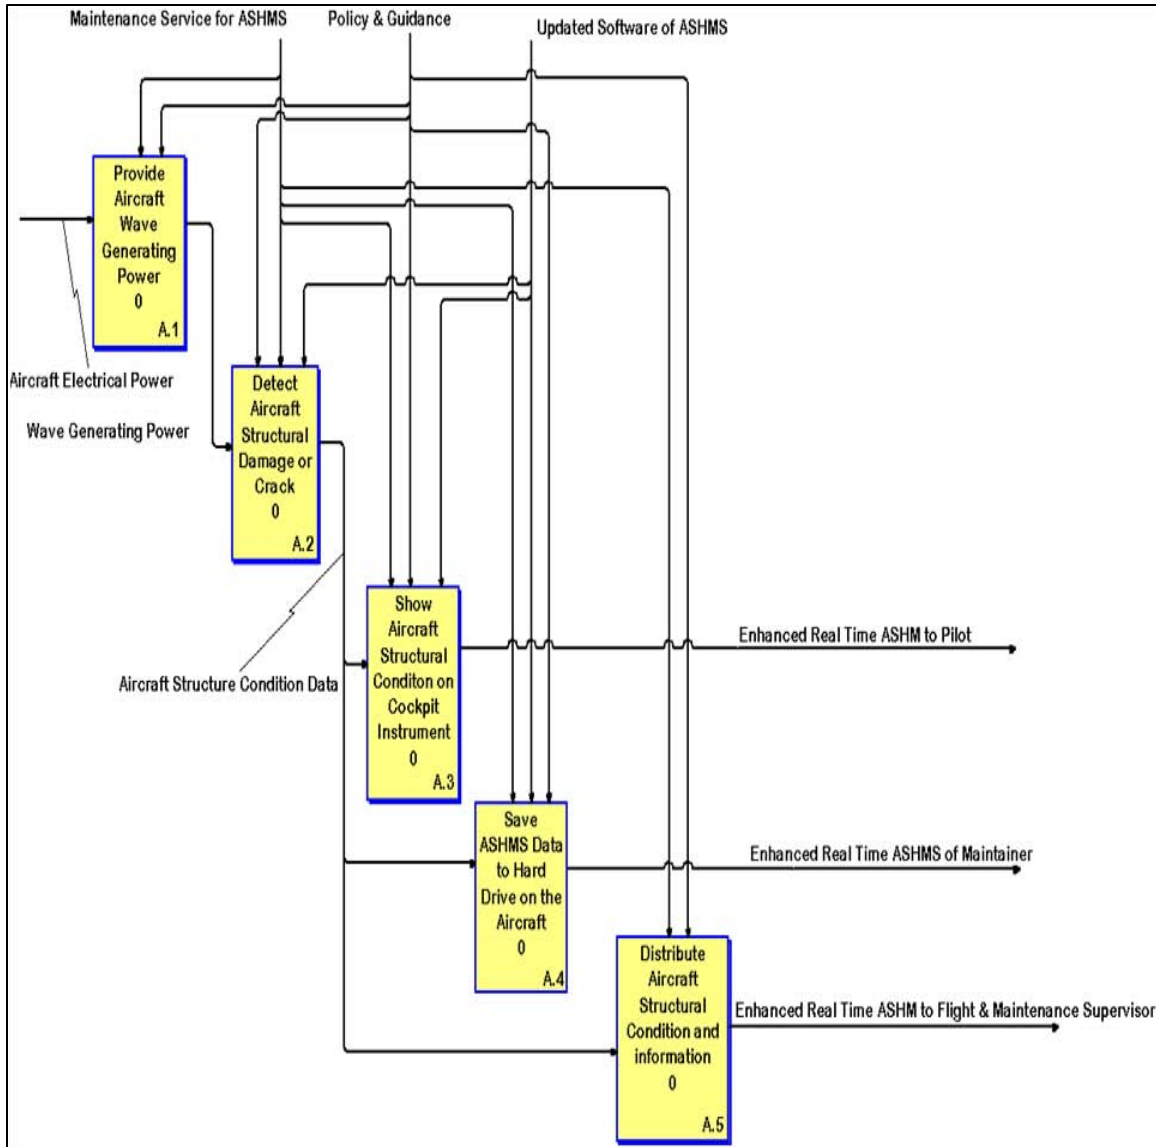 Maintenance Service for ASHMS
Policy & Guidance
Updated Software of ASHMS
Provide
Aircraft
Wave
Generating
Power
0
A.1
Aircraft Electrical Power
Wave Generating Power
Detect
Aircraft
Structural
Damage or
Crack
0
A.2
Aircraft Structure Condition Data
Show
Aircraft
Structural
Conditon on
Cockpit
Instrument
0
A.3
Enhanced Real Time ASHM to Pilot
Save
ASHMS Data
to Hard
Drive on the
Aircraft
0
A.4
Enhanced Real Time ASHMS of Maintainer
Distribute
Aircraft
Structural
Condition and
information
0
A.5
Enhanced Real Time ASHM to Flight & Maintenance Supervisor